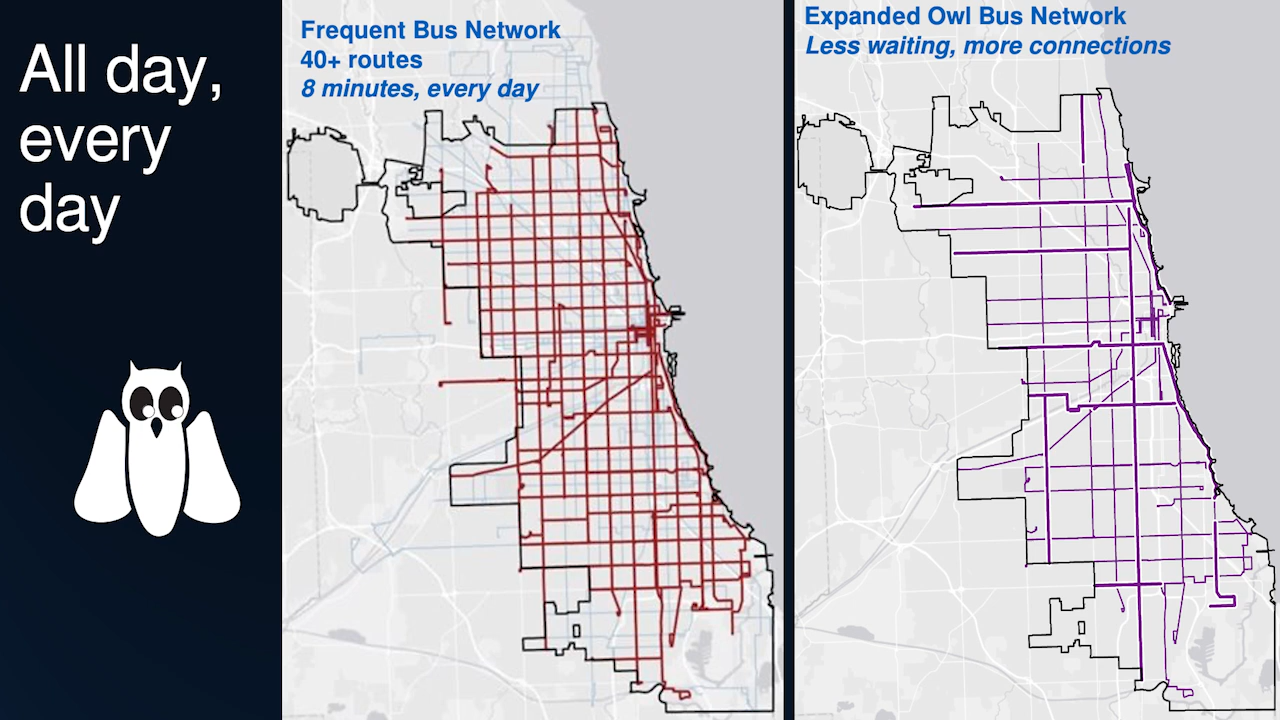 All day,
every
day
Frequent Bus Network
40+ routes
8 minutes, every day
Expanded Owl Bus Network
Less waiting, more connections